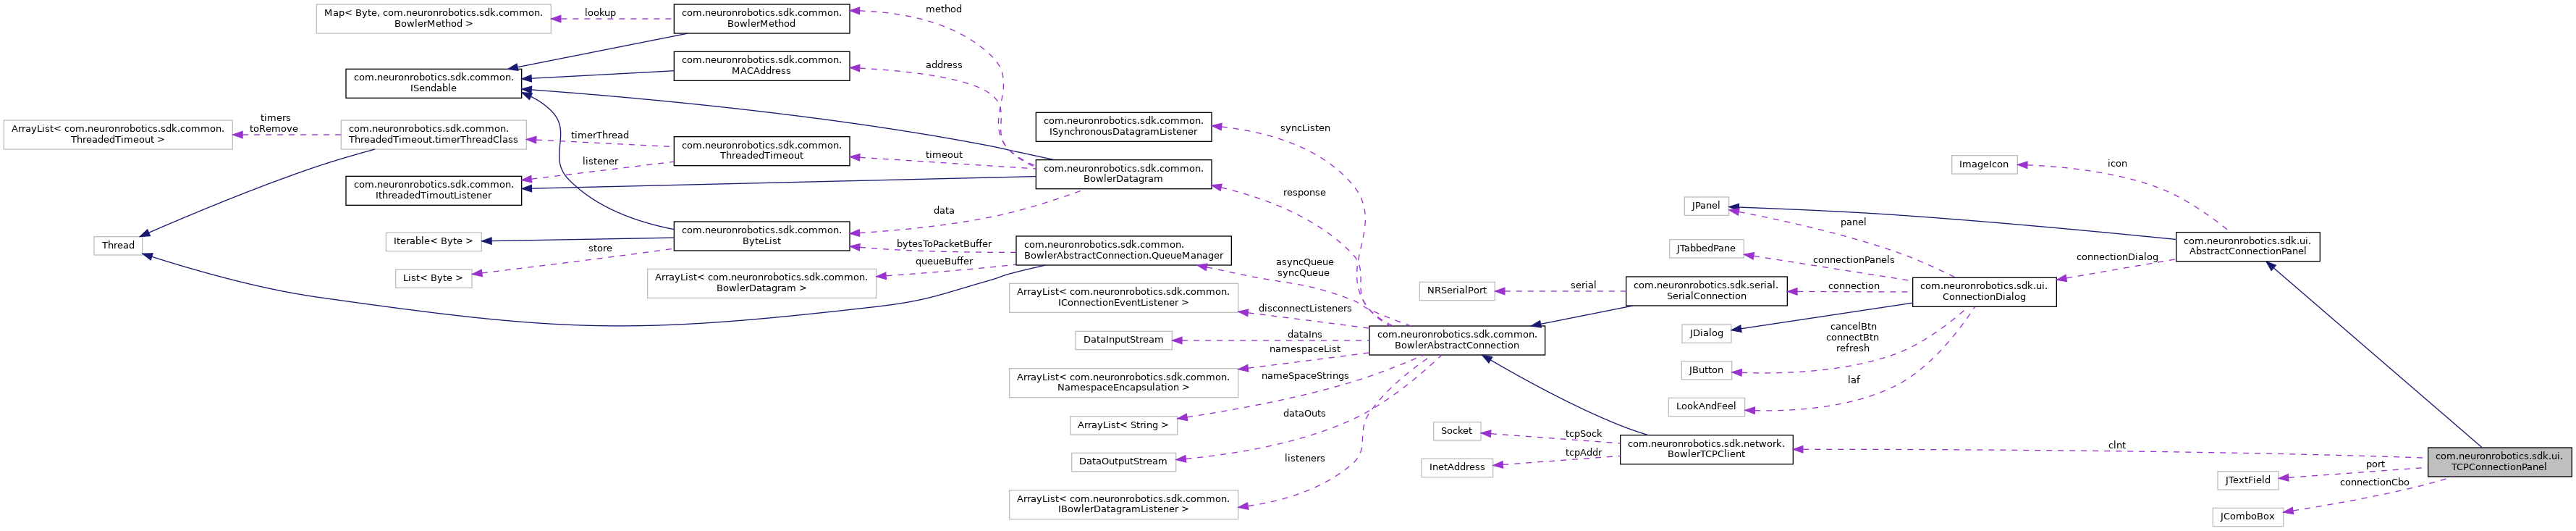 Map< Byte, com.neuronrobotics.sdk.common.
BowlerMethod >
lookup
com.neuronrobotics.sdk.common.
BowlerMethod
method
com.neuronrobotics.sdk.common.
MACAddress
address
com.neuronrobotics.sdk.common.
ISendable
ArrayList< com.neuronrobotics.sdk.common.
ThreadedTimeout >
timers
toRemove
com.neuronrobotics.sdk.common.
ThreadedTimeout.timerThreadClass
timerThread
com.neuronrobotics.sdk.common.
ThreadedTimeout
timeout
listener
com.neuronrobotics.sdk.common.
IthreadedTimoutListener
com.neuronrobotics.sdk.common.
ISynchronousDatagramListener
syncListen
com.neuronrobotics.sdk.common.
BowlerDatagram
response
data
Thread
Iterable< Byte >
com.neuronrobotics.sdk.common.
ByteList
store
List< Byte >
bytesToPacketBuffer
queueBuffer
com.neuronrobotics.sdk.common.
BowlerAbstractConnection.QueueManager
ArrayList< com.neuronrobotics.sdk.common.
BowlerDatagram >
asyncQueue
syncQueue
ArrayList< com.neuronrobotics.sdk.common.
IConnectionEventListener >
disconnectListeners
DataInputStream
dataIns
namespaceList
ArrayList< com.neuronrobotics.sdk.common.
NamespaceEncapsulation >
nameSpaceStrings
ArrayList< String >
dataOuts
DataOutputStream
listeners
ArrayList< com.neuronrobotics.sdk.common.
IBowlerDatagramListener >
com.neuronrobotics.sdk.common.
BowlerAbstractConnection
NRSerialPort
serial
com.neuronrobotics.sdk.serial.
SerialConnection
connection
Socket
tcpSock
InetAddress
tcpAddr
com.neuronrobotics.sdk.network.
BowlerTCPClient
ImageIcon
icon
JPanel
panel
JTabbedPane
connectionPanels
com.neuronrobotics.sdk.ui.
ConnectionDialog
JDialog
cancelBtn
connectBtn
refresh
JButton
laf
LookAndFeel
connectionDialog
com.neuronrobotics.sdk.ui.
AbstractConnectionPanel
clnt
port
JTextField
connectionCbo
JComboBox
com.neuronrobotics.sdk.ui.
TCPConnectionPanel